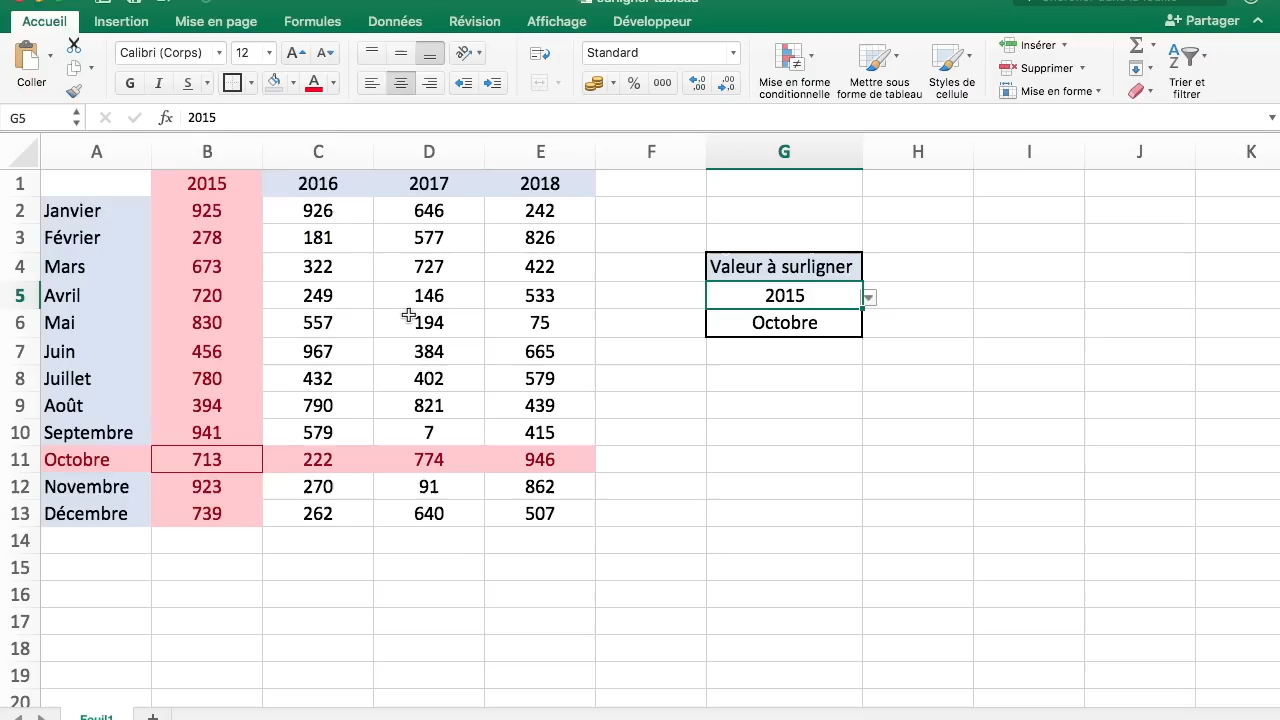 Accueil Insertion Mise en page Formules Données Révision Affichage Développeur Partager
Calibri (Corps) 12 A A Standard Insérer Σ
Supprimer
Coller G I S A % 000 Mise en forme conditionnelle Mettre sous forme de tableau Styles de cellule Mise en forme Trier et filtrer
G5 fx 2015
A B C D E F G H I J K
1 2015 2016 2017 2018
2 Janvier 925 926 646 242
3 Février 278 181 577 826
4 Mars 673 322 727 422 Valeur à surligner
5 Avril 720 249 146 533 2015
6 Mai 830 557 194 75 Octobre
7 Juin 456 967 384 665
8 Juillet 780 432 402 579
9 Août 394 790 821 439
10 Septembre 941 579 7 415
11 Octobre 713 222 774 946
12 Novembre 923 270 91 862
13 Décembre 739 262 640 507
14
15
16
17
18
19
20
Feuil1